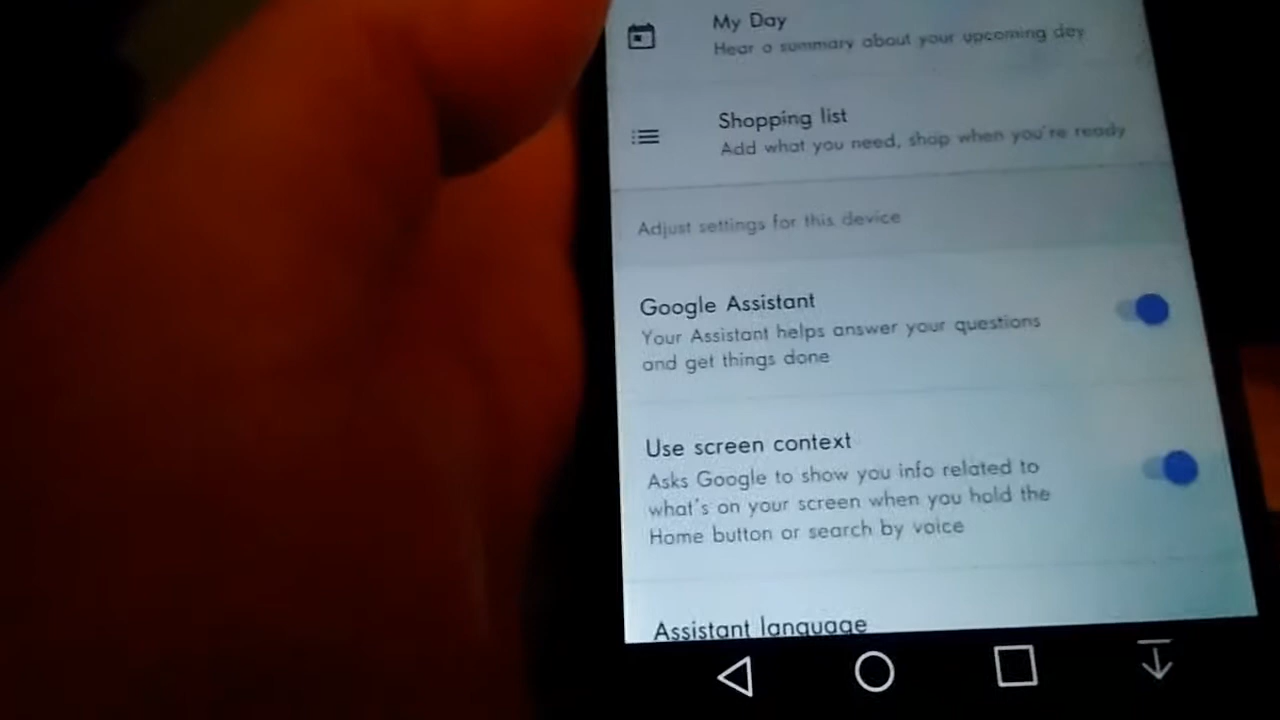 My Day
Hear a summary about your upcoming day
Shopping list
Add what you need, shop when you're ready
Adjust settings for this device
Google Assistant
Your Assistant helps answer your questions
and get things done
Use screen context
Asks Google to show you info related to
what's on your screen when you hold the
Home button or search by voice
Assistant language